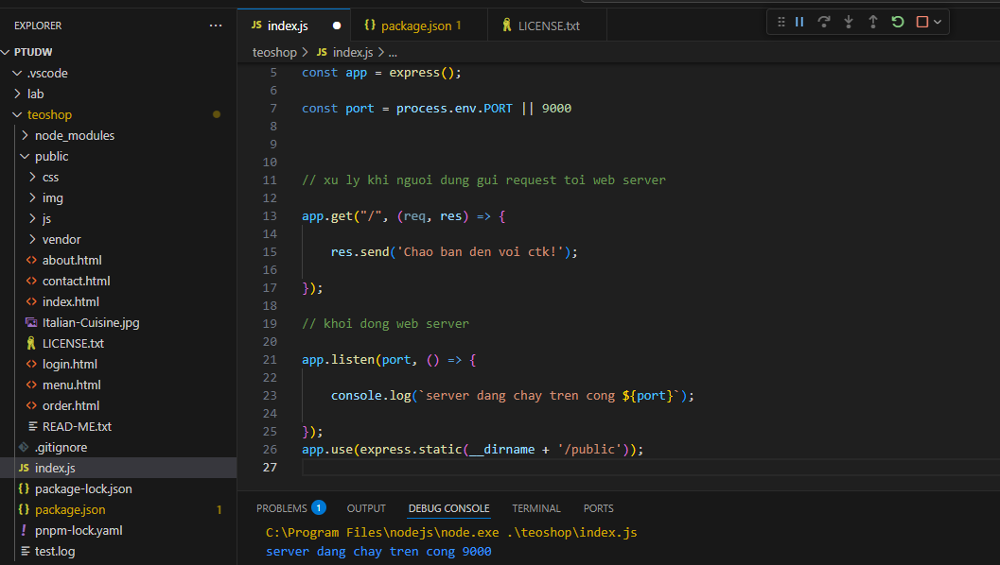 EXPLORER
PTUDW
.vscode
lab
teoshop
node_modules
public
css
img
js
vendor
about.html
contact.html
index.html
Italian-Cuisine.jpg
LICENSE.txt
login.html
menu.html
order.html
READ-ME.txt
.gitignore
JS index.js
{} package-lock.json
{} package.json 1
! pnpm-lock.yaml
test.log
JS index.js
{} package.json 1
LICENSE.txt
teoshop > JS index.js > ...
5 const app = express();
6
7 const port = process.env.PORT || 9000
8
9
10
11 // xu ly khi nguoi dung gui request toi web server
12
13 app.get("/", (req, res) => {
14
15 res.send('Chao ban den voi ctk!');
16
17 });
18
19 // khoi dong web server
20
21 app.listen(port, () => {
22
23 console.log(`server dang chay tren cong ${port}`);
24
25 });
26 app.use(express.static(__dirname + '/public'));
27
PROBLEMS 1 OUTPUT DEBUG CONSOLE TERMINAL PORTS
C:\Program Files\nodejs\node.exe .\teoshop\index.js
server dang chay tren cong 9000